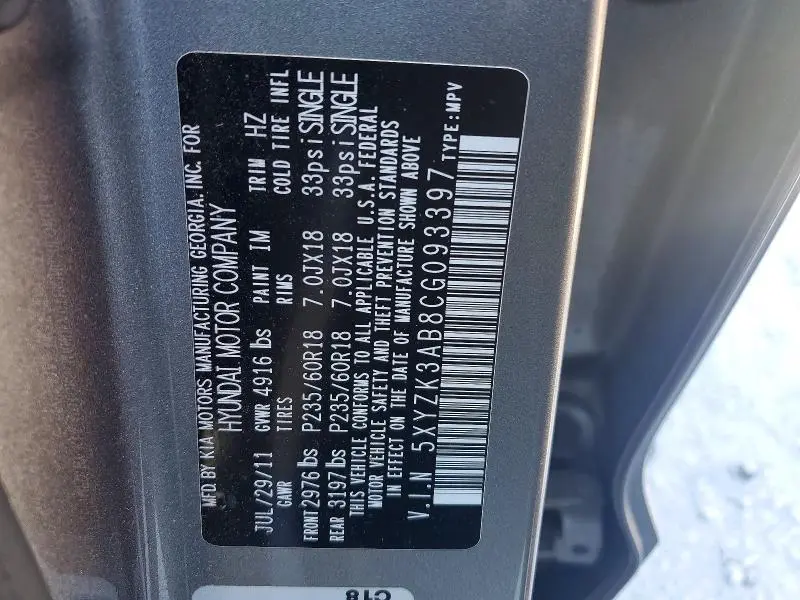 MFD. BY KIA MOTORS MANUFACTURING GEORGIA, INC. FOR
HYUNDAI MOTOR COMPANY
JUL/29/11 GVWR 4916 lbs PAINT IM TRIM HZ
GAWR TIRES RIMS COLD TIRE INFL
FRONT 2976 lbs P235/60R18 7.0JX18 33psi SINGLE
REAR 3197 lbs P235/60R18 7.0JX18 33psi SINGLE
THIS VEHICLE CONFORMS TO ALL APPLICABLE U.S.A. FEDERAL
MOTOR VEHICLE SAFETY AND THEFT PREVENTION STANDARDS
IN EFFECT ON THE DATE OF MANUFACTURE SHOWN ABOVE
V.I.N 5XYZK3AB8CG093397 TYPE:MPV
C18